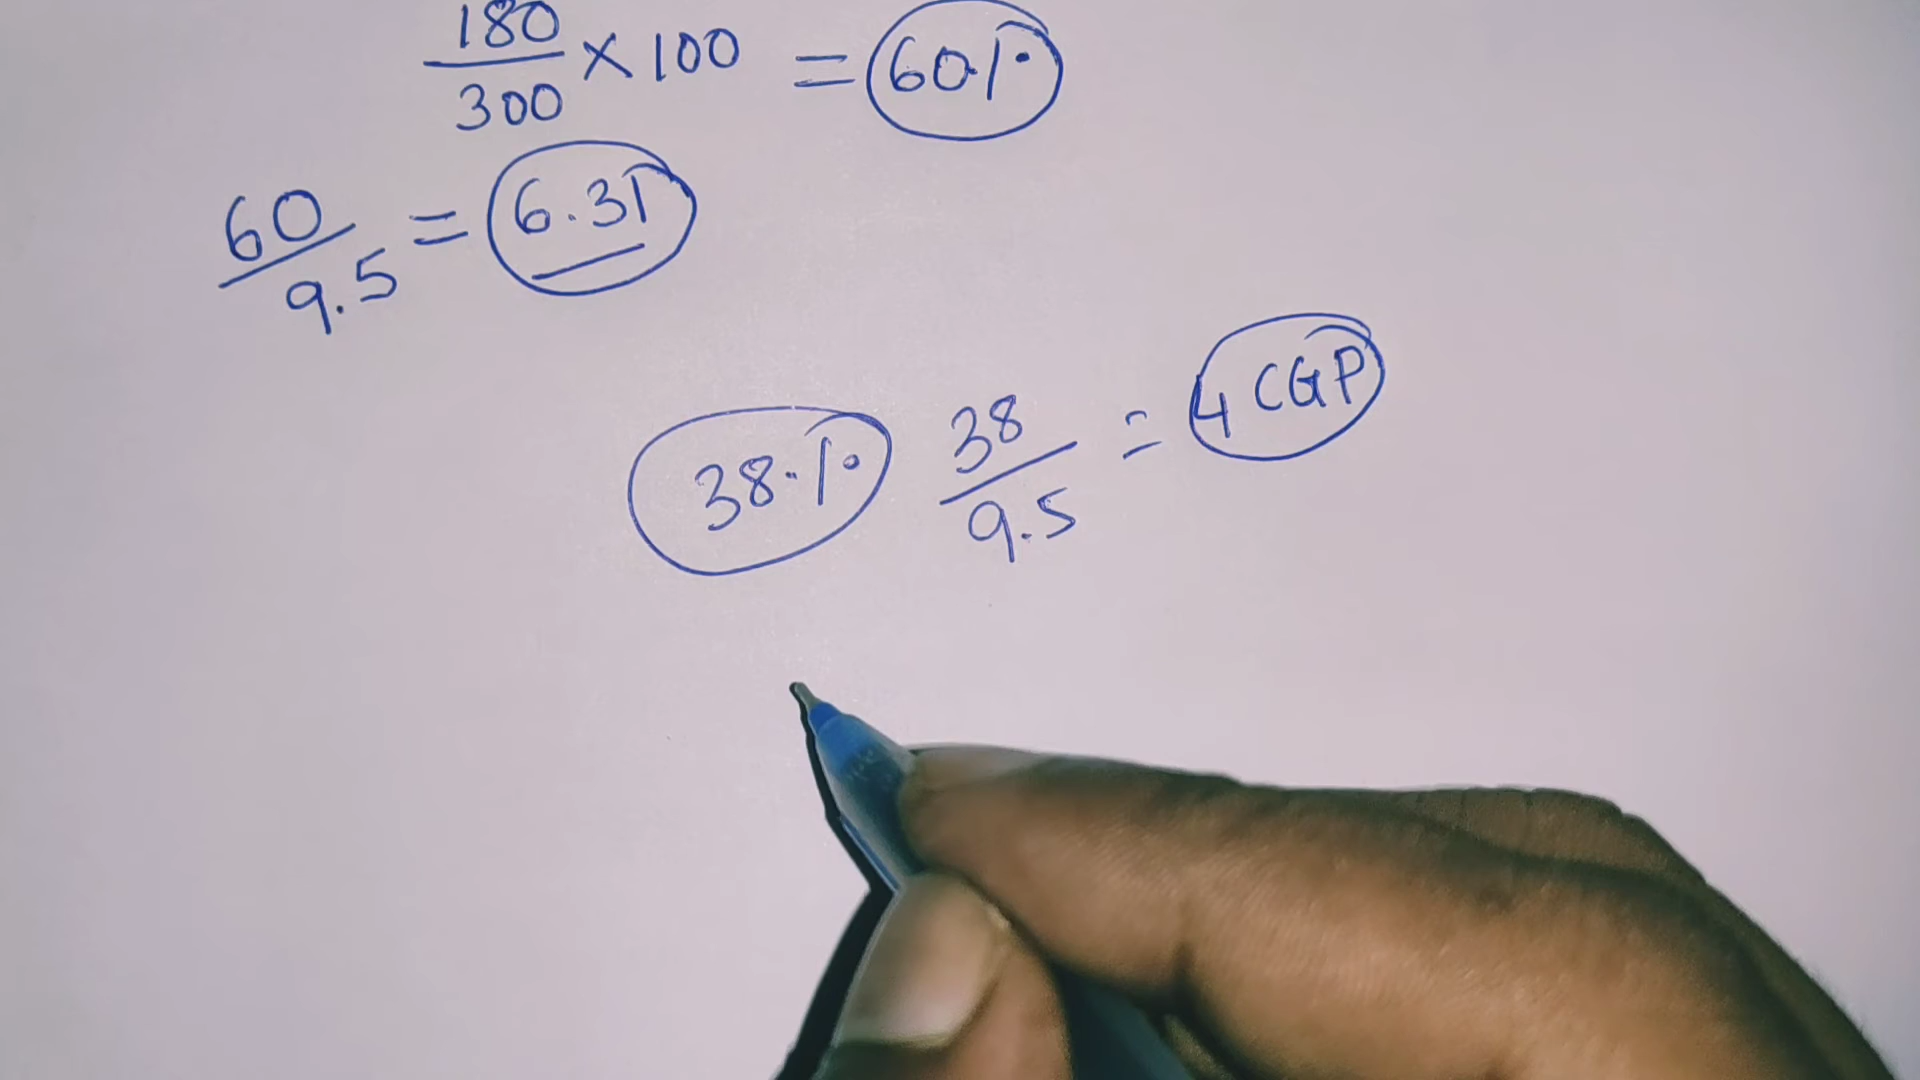 180/300 × 100 = 60%
60/9.5 = 6.31
38% 38/9.5 = 4 CGP